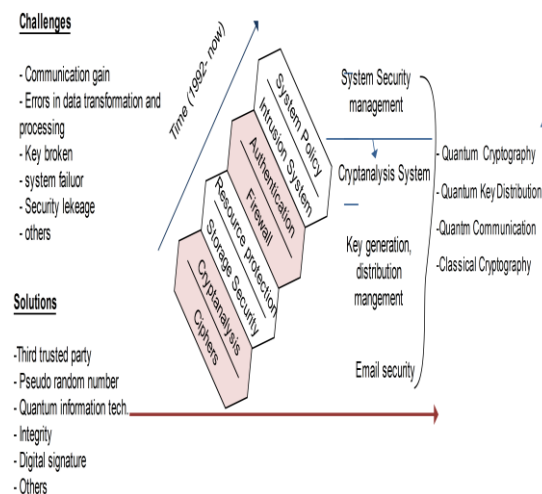 Challenges
- Communication gain
- Errors in data transformation and
processing
- Key broken
- system failuor
- Security lekeage
- others
Solutions
-Third trusted party
- Pseudo random number
- Quantum information tech.
- Integrity
- Digital signature
- Others
Time (1992- now)
System Policy
Intrusion System
Authentication
Firewall
Resource protection
Storage Security
Cryptanalysis
Ciphers
System Security
management
Cryptanalysis System
Key generation,
distribution
mangement
Email security
- Quantum Cryptography
- Quantum Key Distribution
- Quantm Communication
-Classical Cryptography